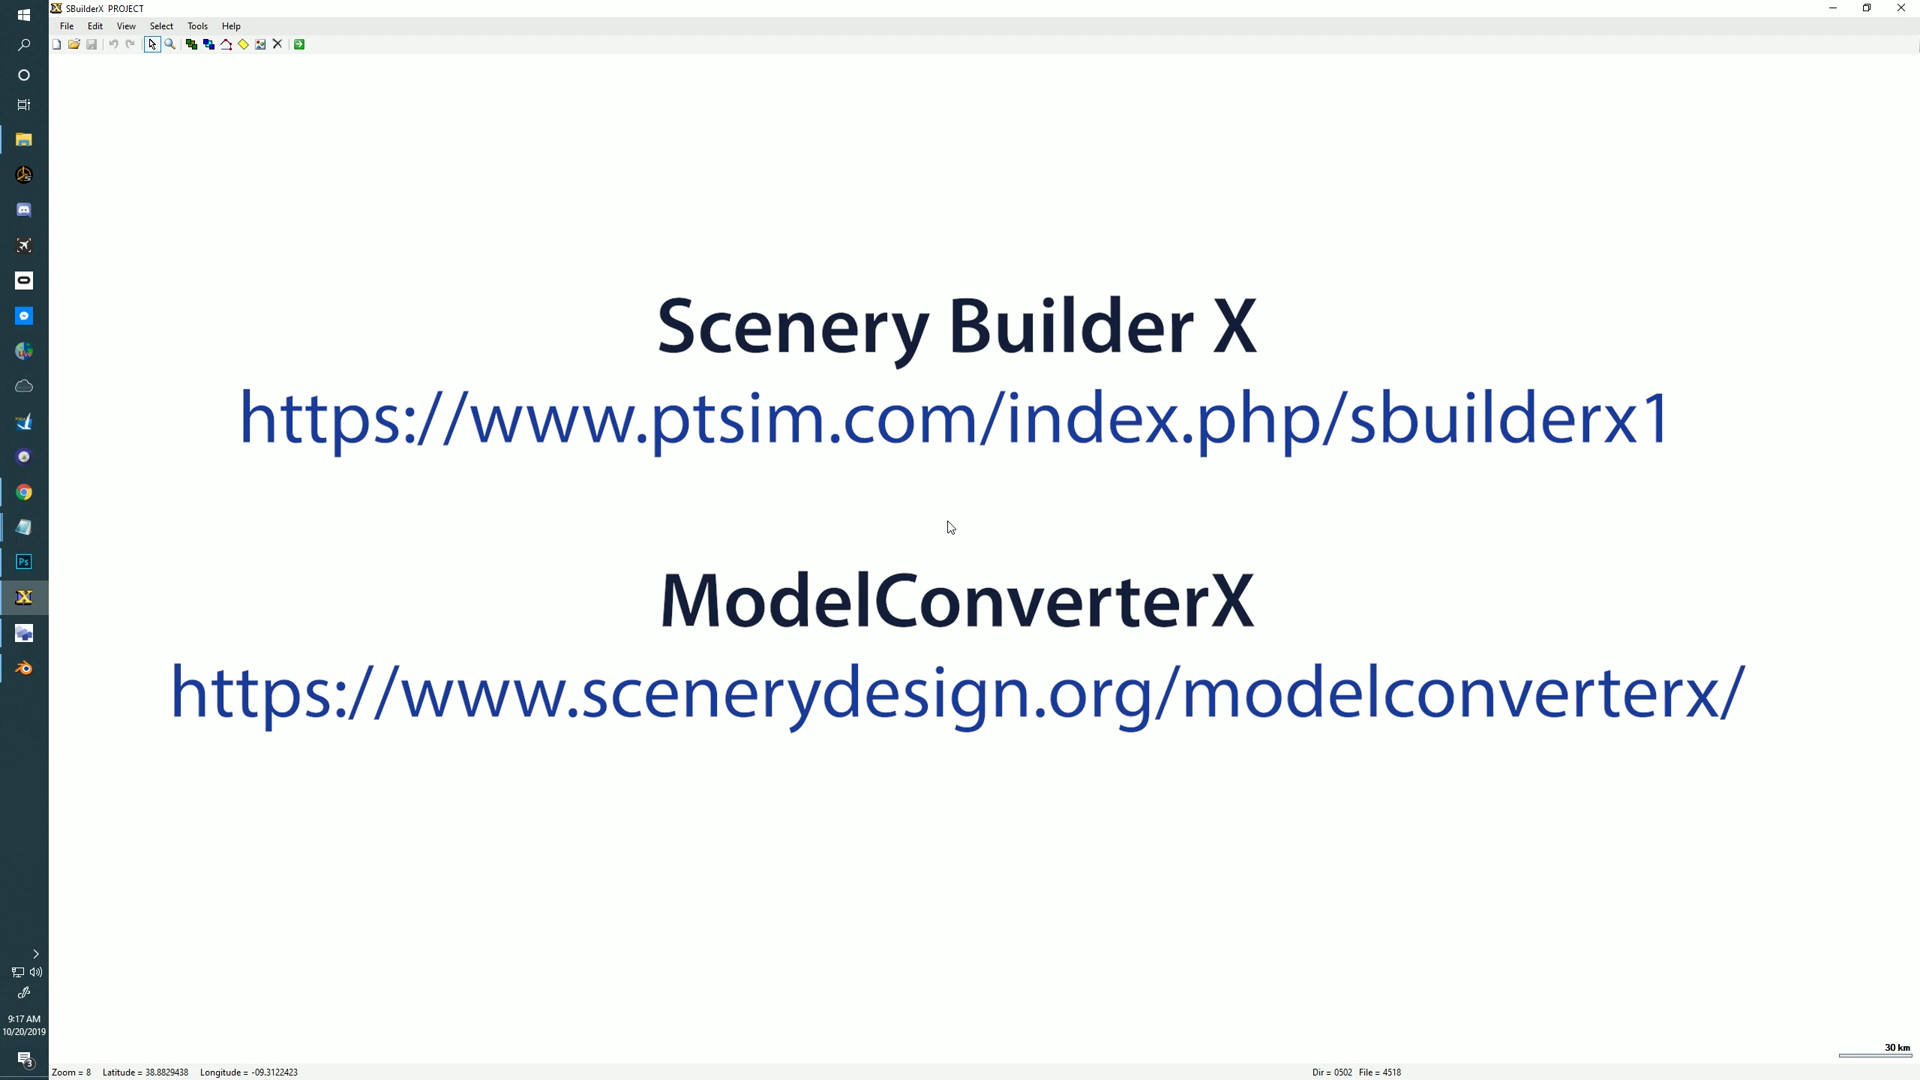 SBuilderX PROJECT
File Edit View Select Tools Help
Scenery Builder X
https://www.ptsim.com/index.php/sbuilderx1
ModelConverterX
https://www.scenerydesign.org/modelconverterx/
Ps
X
9:17 AM
10/20/2019
3
30 km
Zoom = 8 Latitude = 38.8829438 Longitude = -09.3122423 Dir = 0502 File = 4518